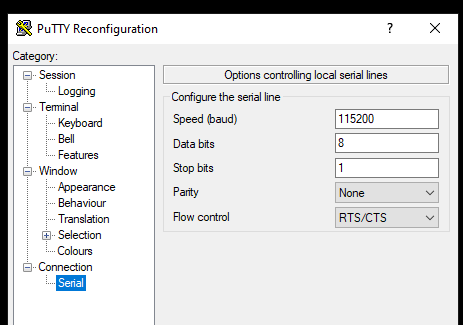 PuTTY Reconfiguration
Category:
Session
Logging
Terminal
Keyboard
Bell
Features
Window
Appearance
Behaviour
Translation
Selection
Colours
Connection
Serial
Options controlling local serial lines
Configure the serial line
Speed (baud) 115200
Data bits 8
Stop bits 1
Parity None
Flow control RTS/CTS